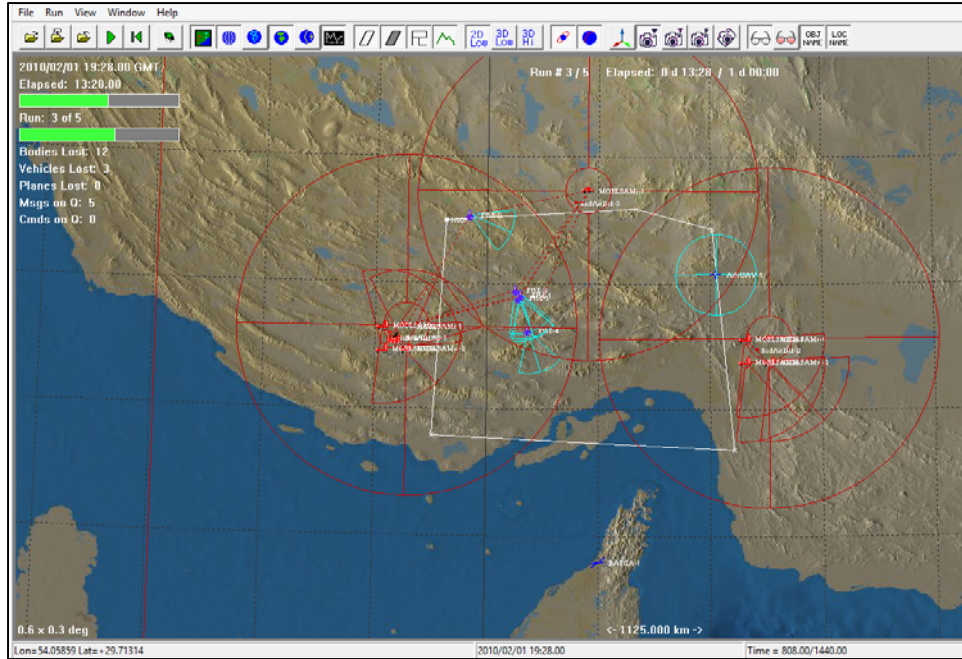 File Run View Window Help
2D Low 3D Low 3D Hi OBJ NAME LOC NAME
2010/02/01 19:28.00 GMT
Run # 3 / 5 Elapsed: 0 d 13:28 / 1 d 00:00
Elapsed: 13:28.00
Run: 3 of 5
Bodies Lost: 12
Vehicles Lost: 3
Planes Lost: 0
Msgs on Q: 5
Cmds on Q: 0
0.6 x 0.3 deg
<- 1125.000 km ->
Lon=54.05859 Lat=+29.71314
2010/02/01 19:28.00
Time = 808.00/1440.00